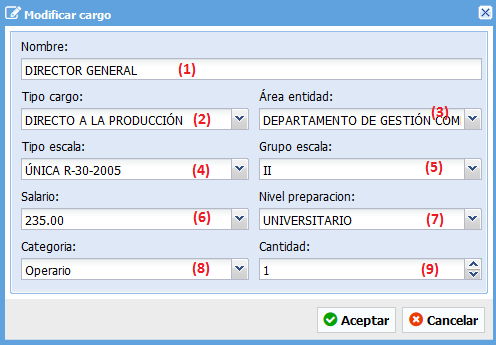 Modificar cargo
Nombre:
DIRECTOR GENERAL (1)
Tipo cargo: Área entidad:
DIRECTO A LA PRODUCCIÓN (2) DEPARTAMENTO DE GESTIÓN COM (3)
Tipo escala: Grupo escala:
ÚNICA R-30-2005 (4) II (5)
Salario: Nivel preparacion:
235.00 (6) UNIVERSITARIO (7)
Categoria: Cantidad:
Operario (8) 1 (9)
Aceptar Cancelar